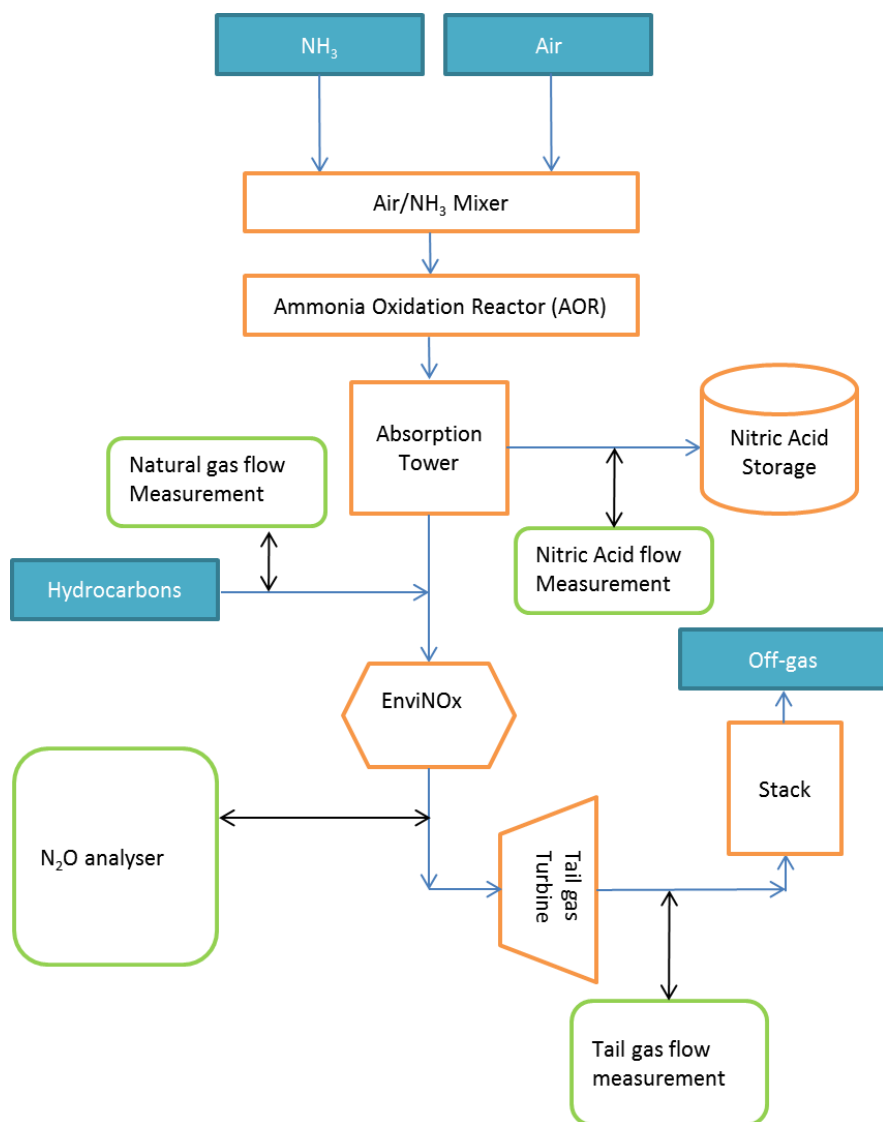 NH₃
Air
Air/NH₃ Mixer
Ammonia Oxidation Reactor (AOR)
Absorption
Tower
Nitric Acid
Storage
Natural gas flow
Measurement
Nitric Acid flow
Measurement
Hydrocarbons
Off-gas
EnviNOx
Stack
N₂O analyser
Tail gas
Turbine
Tail gas flow
measurement